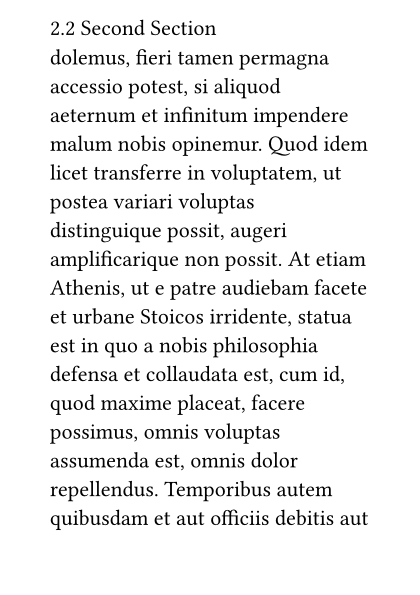 2.2 Second Section
dolemus, fieri tamen permagna
accessio potest, si aliquod
aeternum et infinitum impendere
malum nobis opinemur. Quod idem
licet transferre in voluptatem, ut
postea variari voluptas
distinguique possit, augeri
amplificarique non possit. At etiam
Athenis, ut e patre audiebam facete
et urbane Stoicos irridente, statua
est in quo a nobis philosophia
defensa et collaudata est, cum id,
quod maxime placeat, facere
possimus, omnis voluptas
assumenda est, omnis dolor
repellendus. Temporibus autem
quibusdam et aut officiis debitis aut